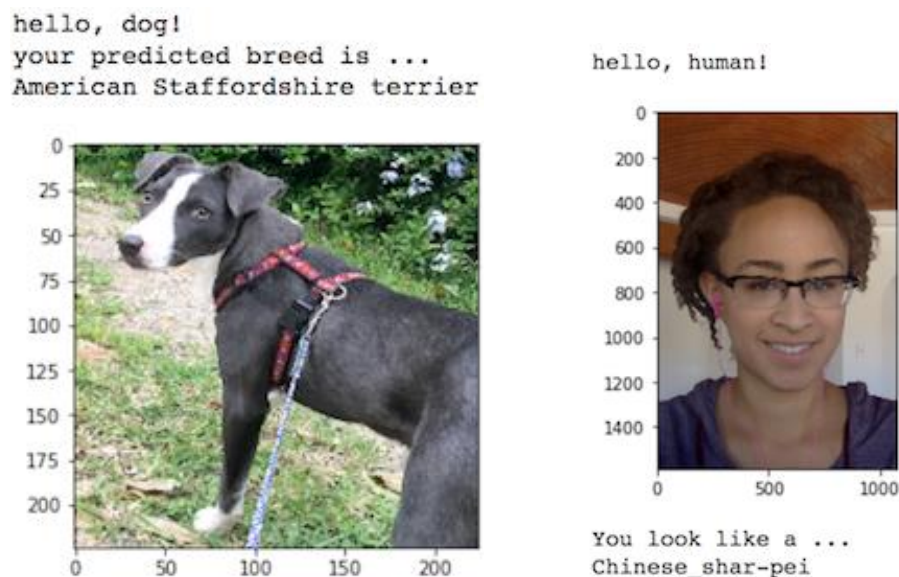 hello, dog!
your predicted breed is ...
American Staffordshire terrier
0
25
50
75
100
125
150
175
200
0 50 100 150 200
hello, human!
0
200
400
600
800
1000
1200
1400
0 500 1000
You look like a ...
Chinese_shar-pei